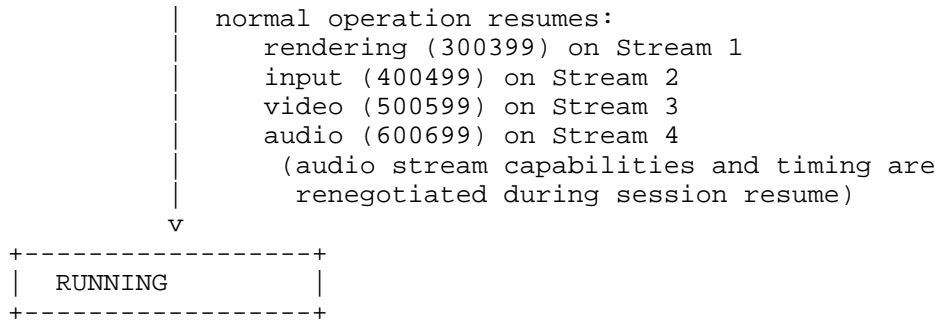 | normal operation resumes:
| rendering (300399) on Stream 1
| input (400499) on Stream 2
| video (500599) on Stream 3
| audio (600699) on Stream 4
| (audio stream capabilities and timing are
| renegotiated during session resume)
v
+------------------+
| RUNNING |
+------------------+